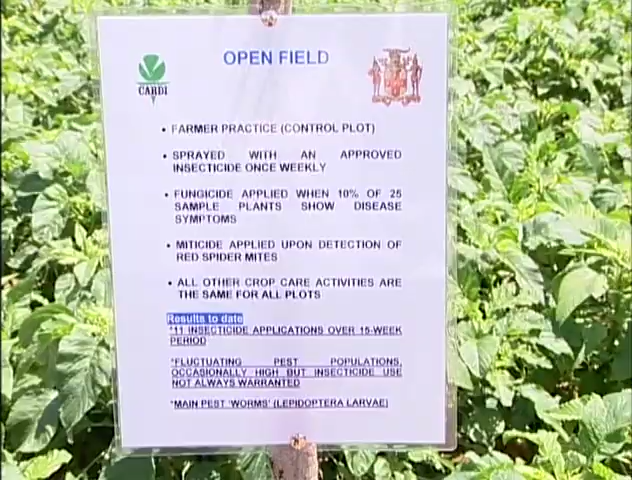 OPEN FIELD
CARDI
• FARMER PRACTICE (CONTROL PLOT)
• SPRAYED WITH AN APPROVED
INSECTICIDE ONCE WEEKLY
• FUNGICIDE APPLIED WHEN 10% OF 25
SAMPLE PLANTS SHOW DISEASE
SYMPTOMS
• MITICIDE APPLIED UPON DETECTION OF
RED SPIDER MITES
• ALL OTHER CROP CARE ACTIVITIES ARE
THE SAME FOR ALL PLOTS
Results to date
*11 INSECTICIDE APPLICATIONS OVER 15-WEEK
PERIOD
*FLUCTUATING PEST POPULATIONS,
OCCASIONALLY HIGH BUT INSECTICIDE USE
NOT ALWAYS WARRANTED
*MAIN PEST 'WORMS' (LEPIDOPTERA LARVAE)